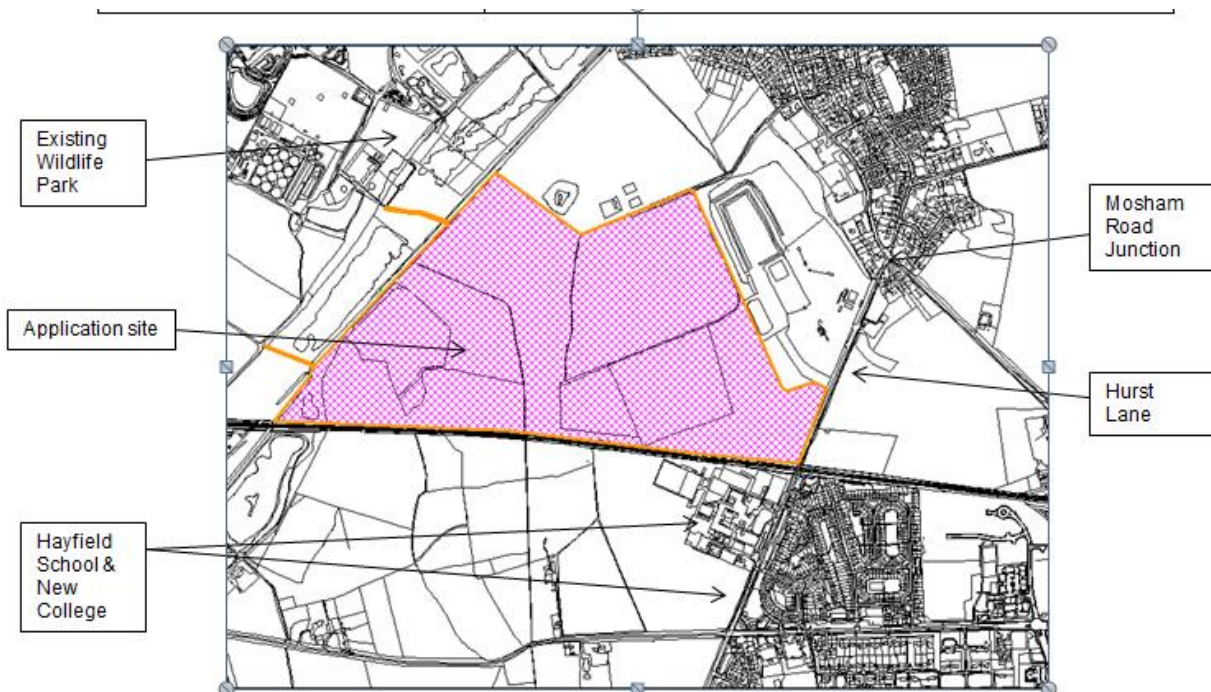 Existing
Wildlife
Park
Application site
Hayfield
School &
New
College
Mosham
Road
Junction
Hurst
Lane